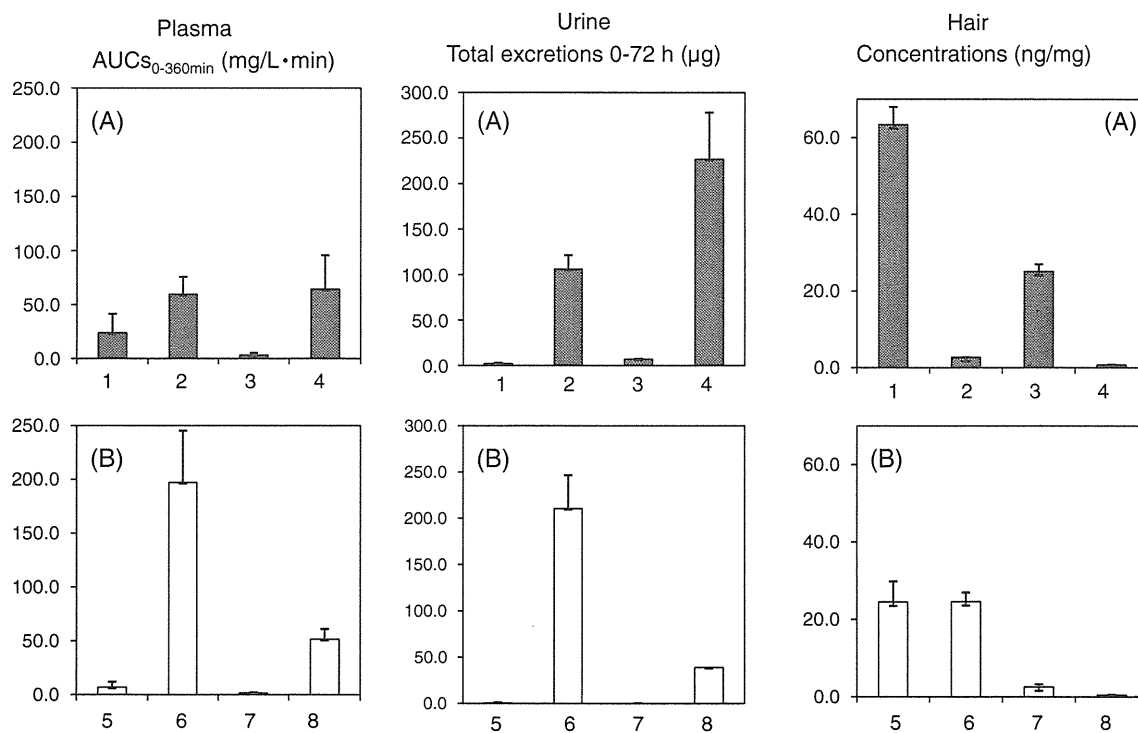 Plasma
AUCs0-360min (mg/L•min)
250.0
(A)
200.0
150.0
100.0
50.0
0.0
1 2 3 4
Urine
Total excretions 0-72 h (µg)
300.0
(A)
250.0
200.0
150.0
100.0
50.0
0.0
1 2 3 4
Hair
Concentrations (ng/mg)
(A)
60.0
40.0
20.0
0.0
1 2 3 4
250.0
(B)
200.0
150.0
100.0
50.0
0.0
5 6 7 8
300.0
(B)
250.0
200.0
150.0
100.0
50.0
0.0
5 6 7 8
(B)
60.0
40.0
20.0
0.0
5 6 7 8